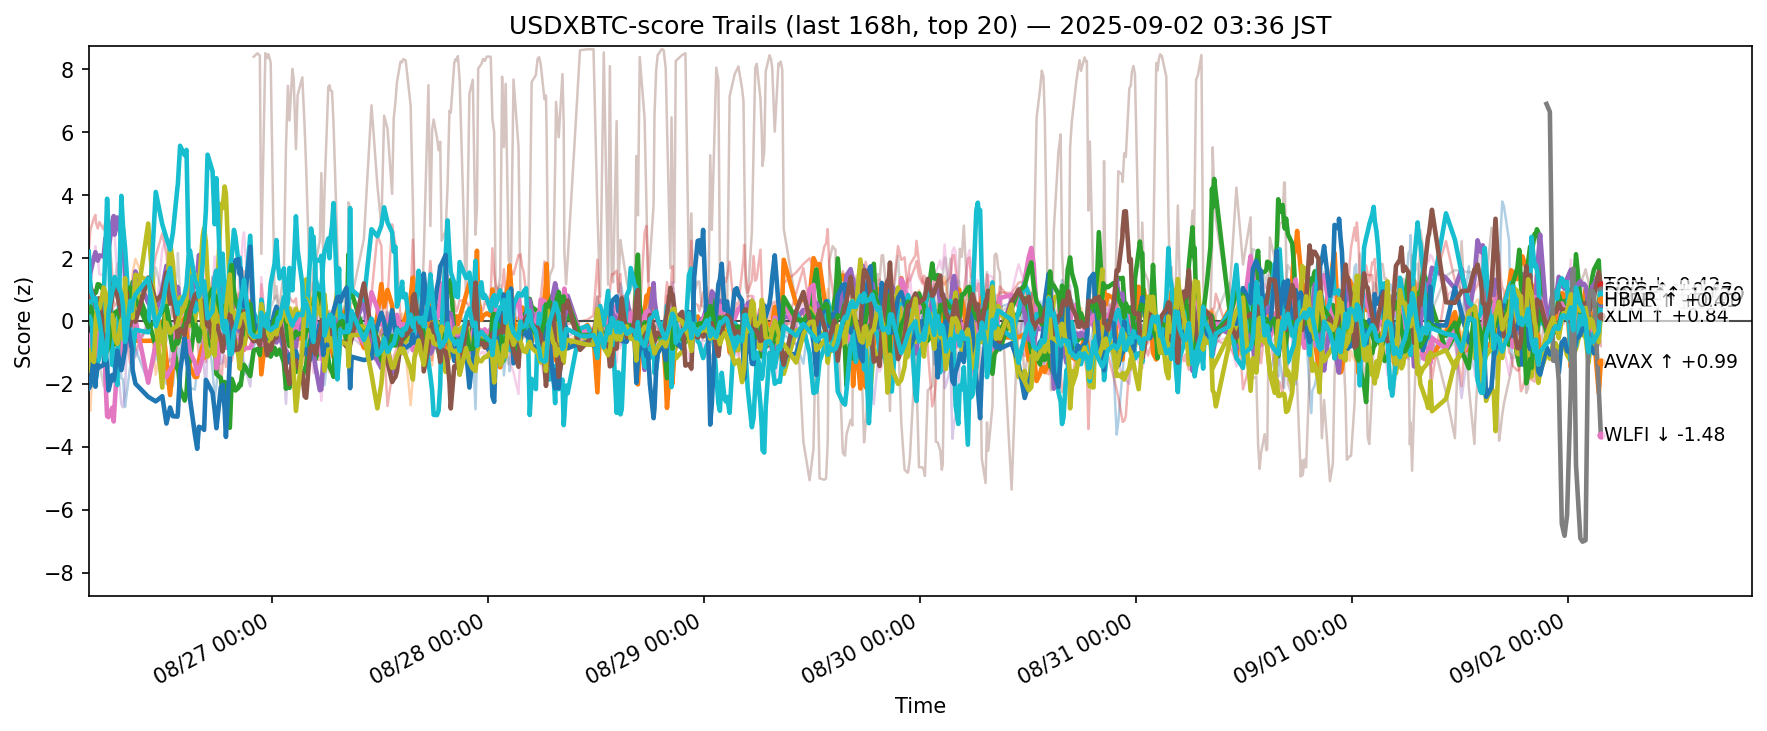 USDXBTC-score Trails (last 168h, top 20) — 2025-09-02 03:36 JST
Score (z)
8
6
4
2
0
−2
−4
−6
−8
HBAR ↑ +0.09
XLM ↑ +0.84
AVAX ↑ +0.99
WLFI ↓ -1.48
08/27 00:00
08/28 00:00
08/29 00:00
08/30 00:00
08/31 00:00
09/01 00:00
09/02 00:00
Time